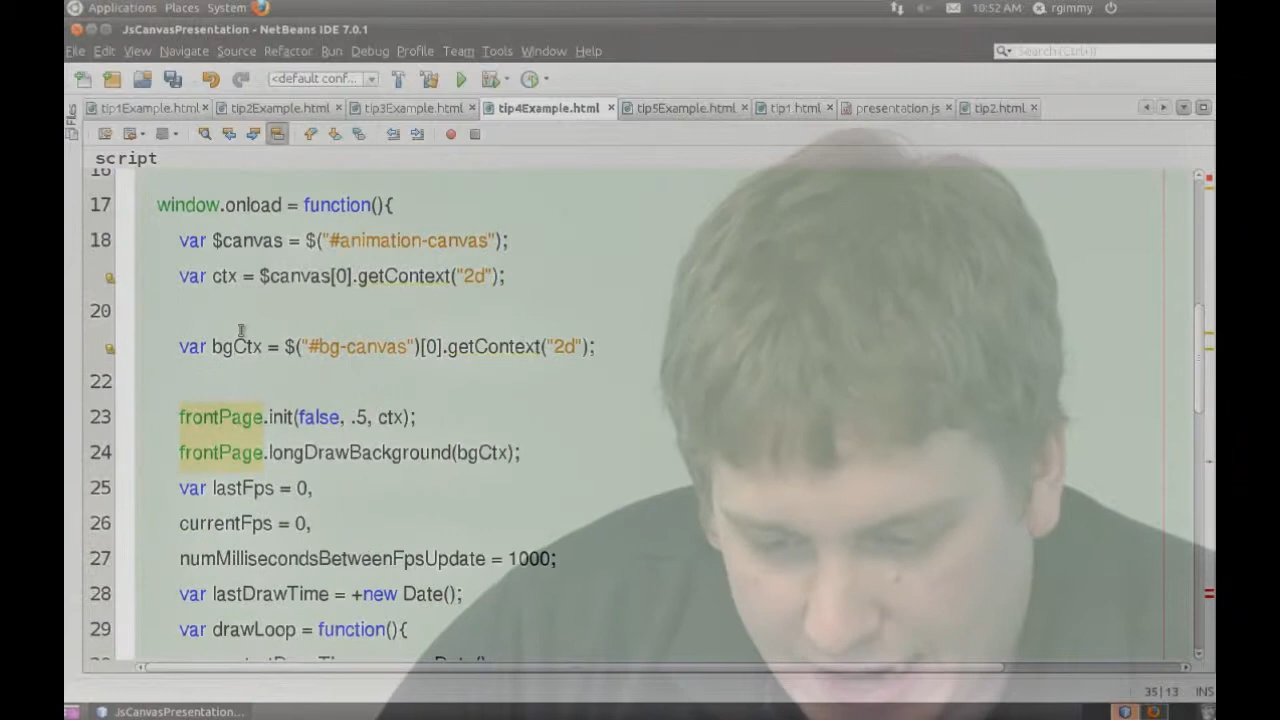 Applications Places System 10:52 AM rgimmy
JsCanvasPresentation - NetBeans IDE 7.0.1
File Edit View Navigate Source Refactor Run Debug Profile Team Tools Window Help Search (Ctrl+I)
<default conf...
Files tip1Example.html tip2Example.html tip3Example.html tip4Example.html tip5Example.html tip1.html presentation.js tip2.html
script
16
17 window.onload = function(){
18 var $canvas = $("#animation-canvas");
var ctx = $canvas[0].getContext("2d");
20
var bgCtx = $("#bg-canvas")[0].getContext("2d");
22
23 frontPage.init(false, .5, ctx);
24 frontPage.longDrawBackground(bgCtx);
25 var lastFps = 0,
26 currentFps = 0,
27 numMillisecondsBetweenFpsUpdate = 1000;
28 var lastDrawTime = +new Date();
29 var drawLoop = function(){
35|13 INS
JsCanvasPresentation...